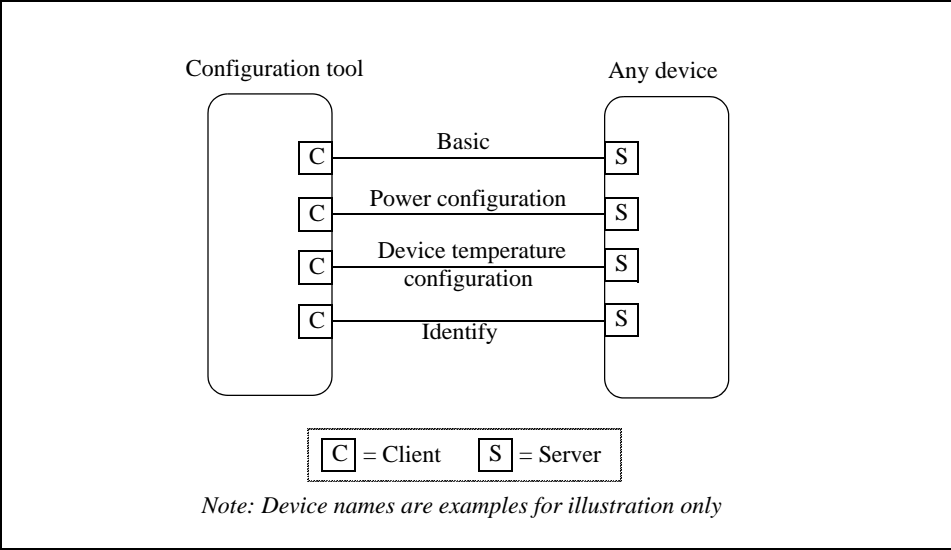 Configuration tool
Any device
C
Basic
S
C
Power configuration
S
C
Device temperature
configuration
S
C
Identify
S
C = Client
S = Server
Note: Device names are examples for illustration only